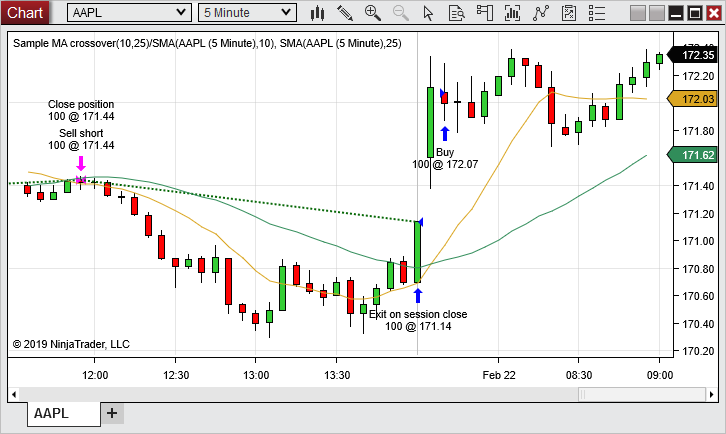 Chart
AAPL
5 Minute
Sample MA crossover(10,25)/SMA(AAPL (5 Minute),10), SMA(AAPL (5 Minute),25)
172.35
172.20
172.03
171.80
171.62
171.40
171.20
171.00
170.80
170.60
170.40
170.20
Close position
100 @ 171.44
Sell short
100 @ 171.44
Buy
100 @ 172.07
Exit on session close
100 @ 171.14
© 2019 NinjaTrader, LLC
12:00
12:30
13:00
13:30
Feb 22
08:30
09:00
AAPL